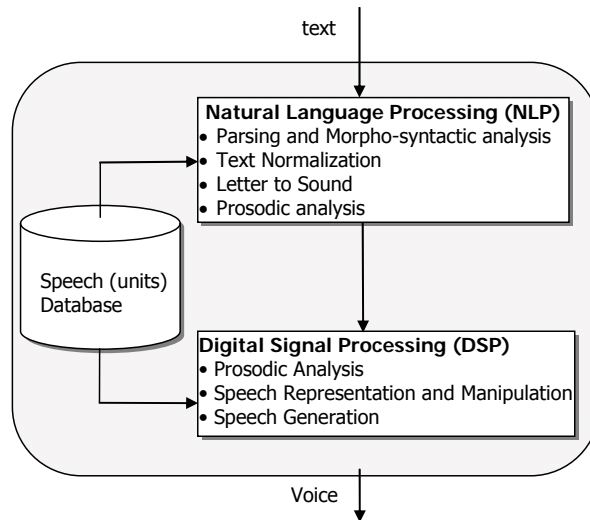 text
Natural Language Processing (NLP)
• Parsing and Morpho-syntactic analysis
• Text Normalization
• Letter to Sound
• Prosodic analysis
Speech (units)
Database
Digital Signal Processing (DSP)
• Prosodic Analysis
• Speech Representation and Manipulation
• Speech Generation
Voice